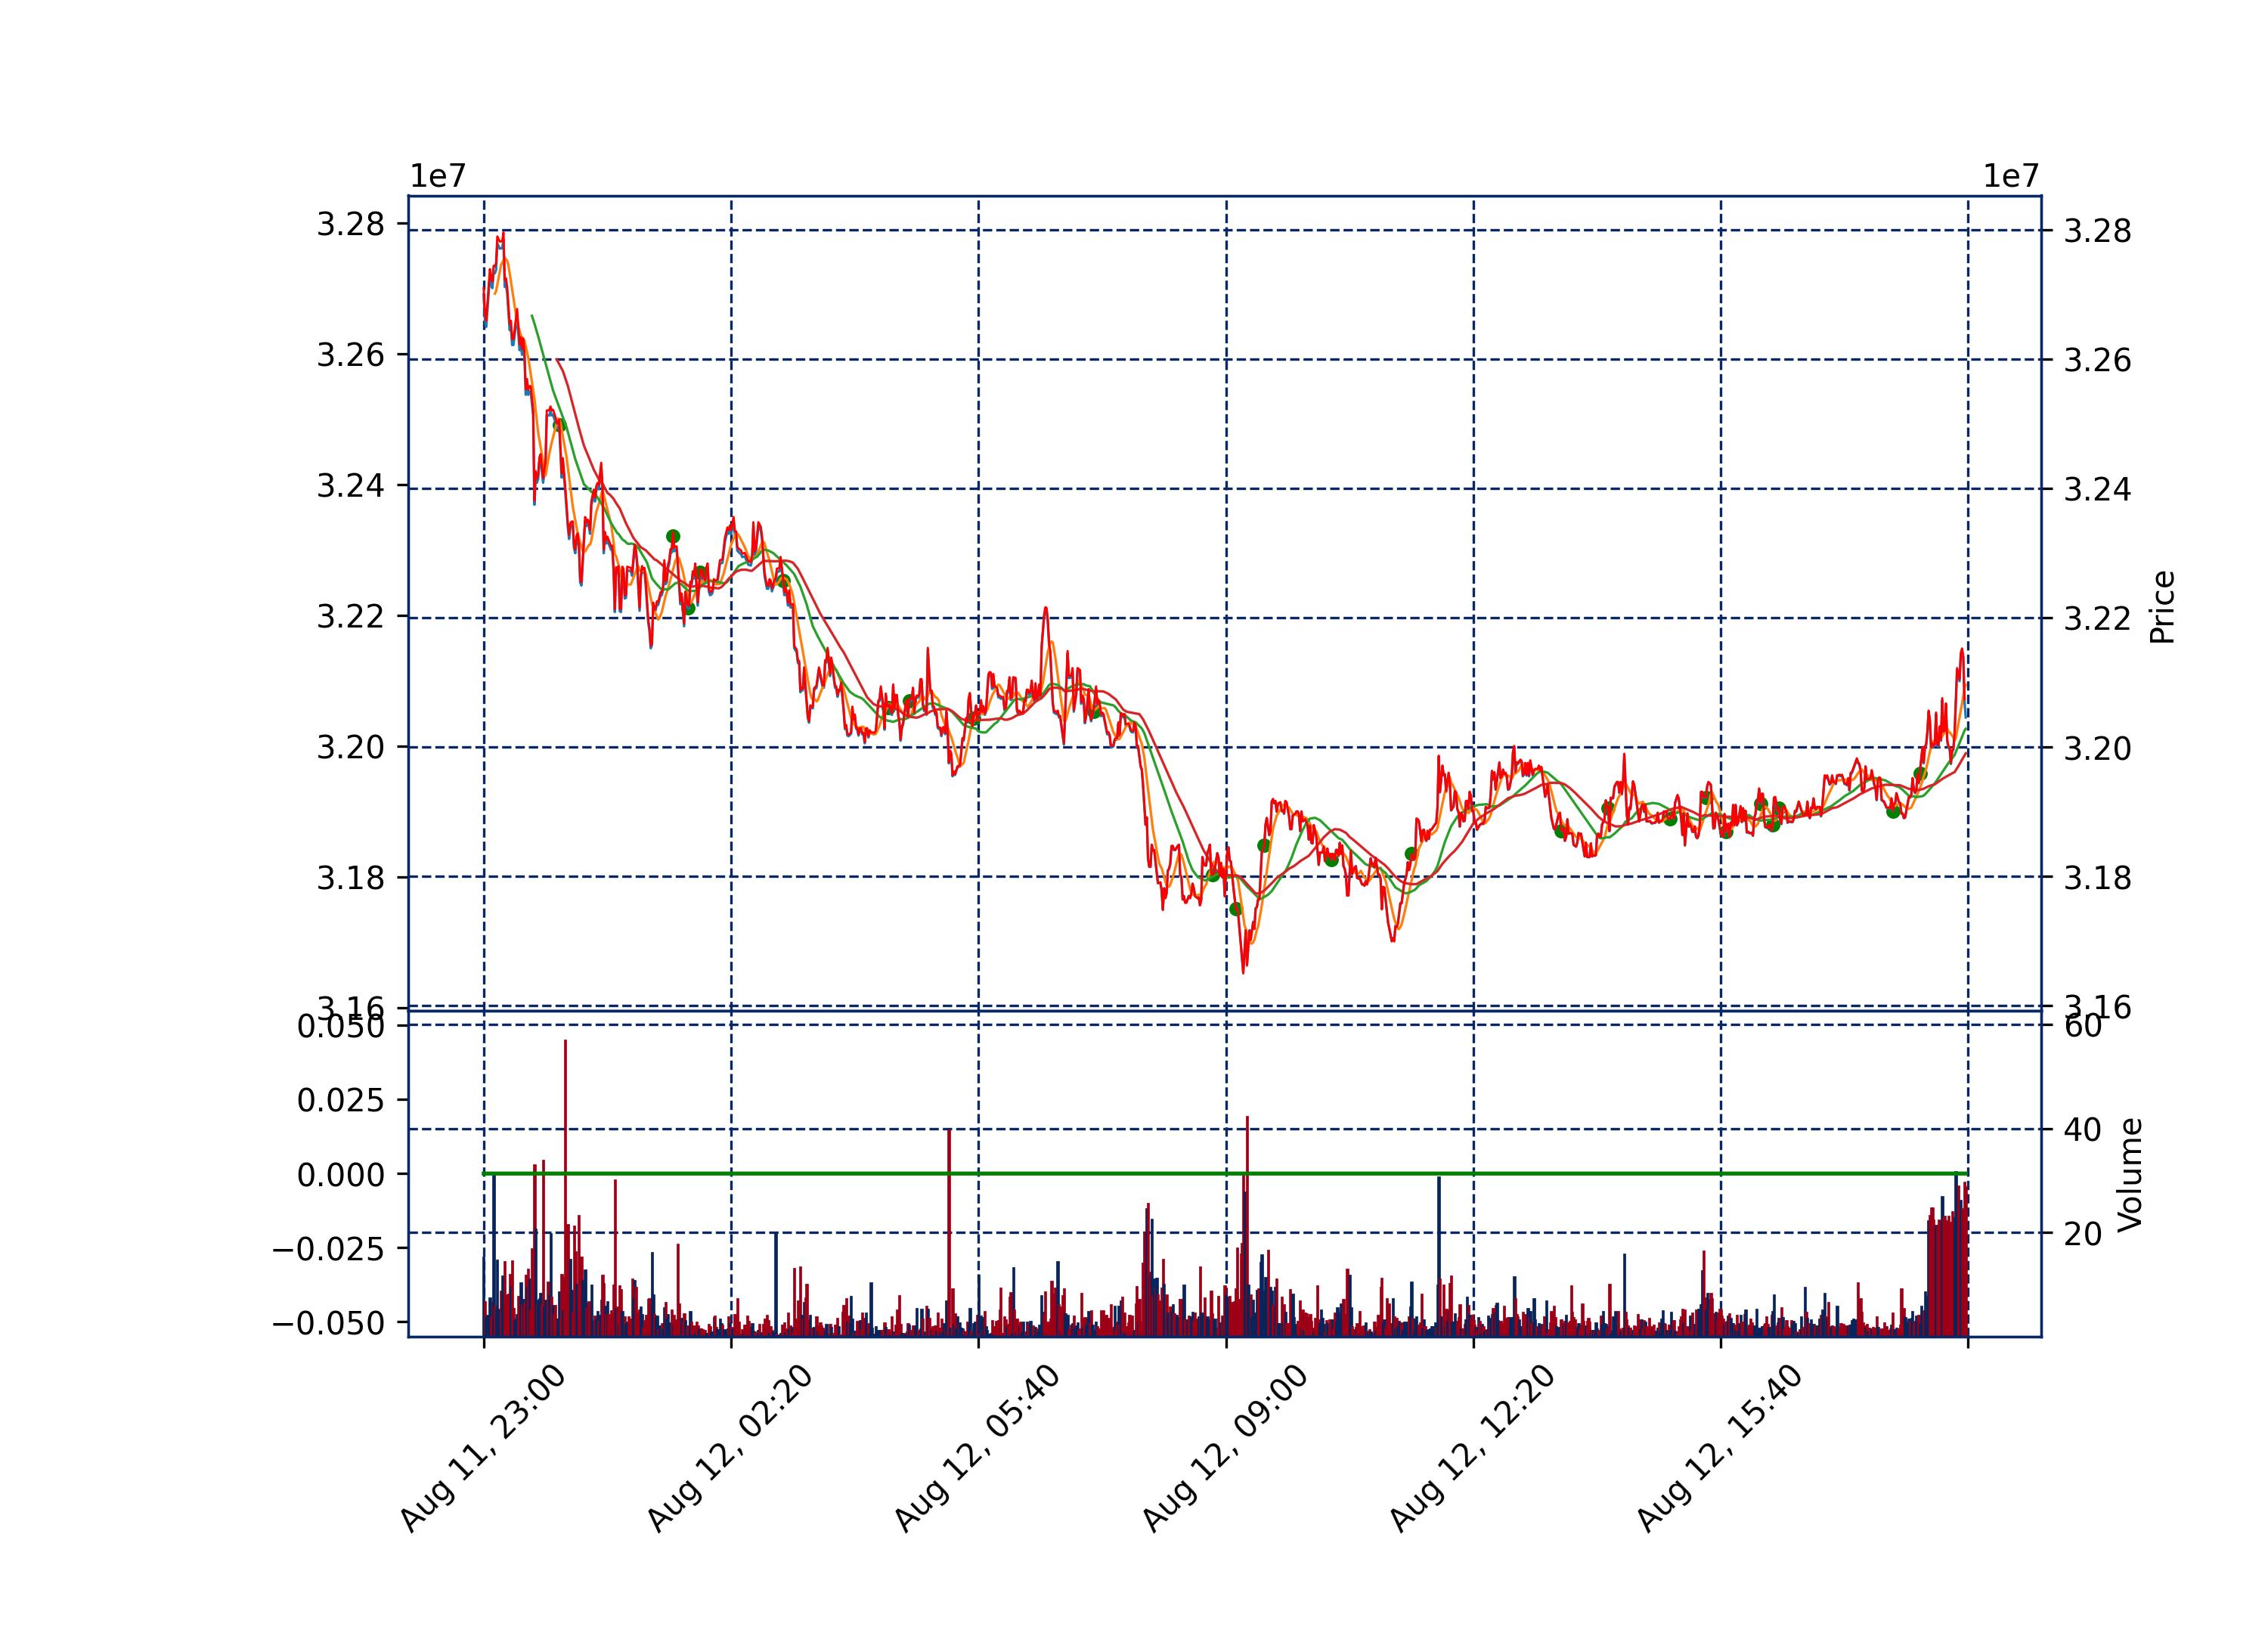 1e7 1e7
3.28 3.28
3.26 3.26
3.24 3.24
3.22 3.22
Price
3.20 3.20
3.18 3.18
3.16 3.16
0.050 60
0.025
40
0.000
Volume
20
−0.025
−0.050
Aug 11, 23:00
Aug 12, 02:20
Aug 12, 05:40
Aug 12, 09:00
Aug 12, 12:20
Aug 12, 15:40